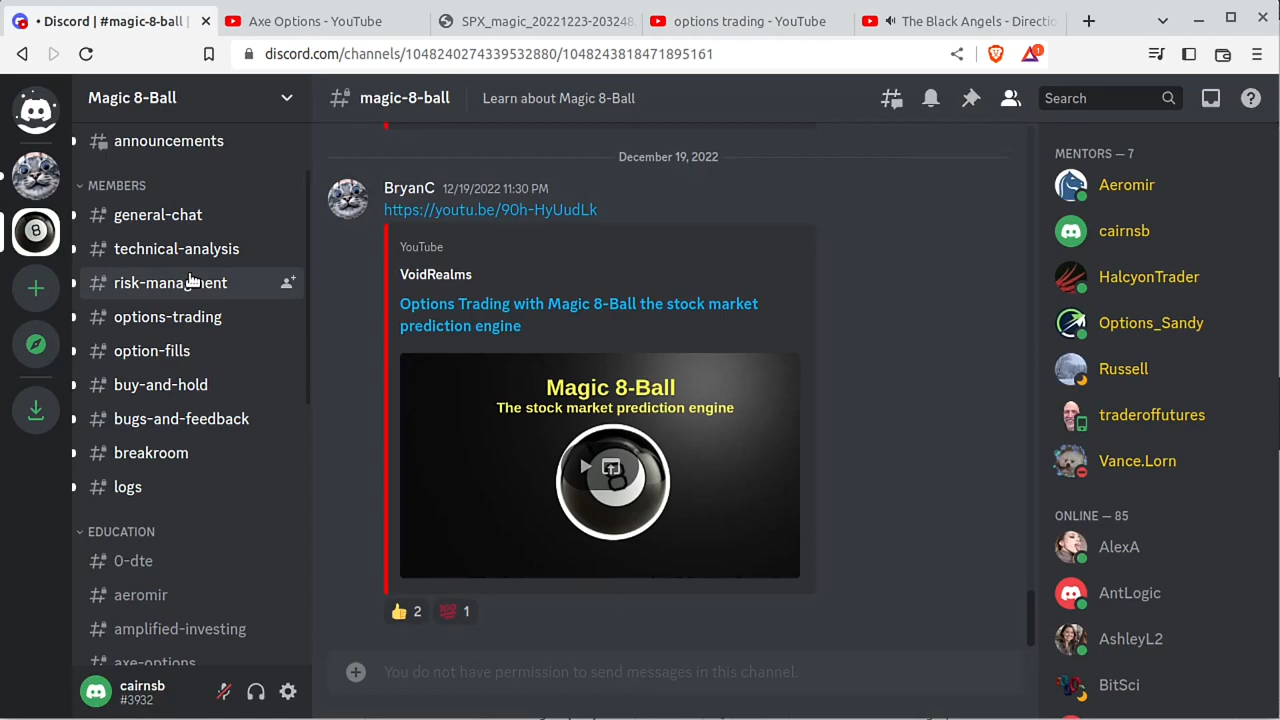 Discord | #magic-8-ball |
Axe Options - YouTube
SPX_magic_20221223-203248
options trading - YouTube
The Black Angels - Directio
discord.com/channels/1048240274339532880/1048243818471895161
1
Magic 8-Ball
magic-8-ball
Learn about Magic 8-Ball
Search
announcements
MEMBERS
general-chat
technical-analysis
risk-managment
options-trading
option-fills
buy-and-hold
bugs-and-feedback
breakroom
logs
EDUCATION
0-dte
aeromir
amplified-investing
axe-options
cairnsb
#3932
December 19, 2022
BryanC 12/19/2022 11:30 PM
https://youtu.be/90h-HyUudLk
YouTube
VoidRealms
Options Trading with Magic 8-Ball the stock market
prediction engine
Magic 8-Ball
The stock market prediction engine
8
👍 2 💯 1
You do not have permission to send messages in this channel.
MENTORS — 7
Aeromir
cairnsb
HalcyonTrader
Options_Sandy
Russell
traderoffutures
Vance.Lorn
ONLINE — 85
AlexA
AntLogic
AshleyL2
BitSci